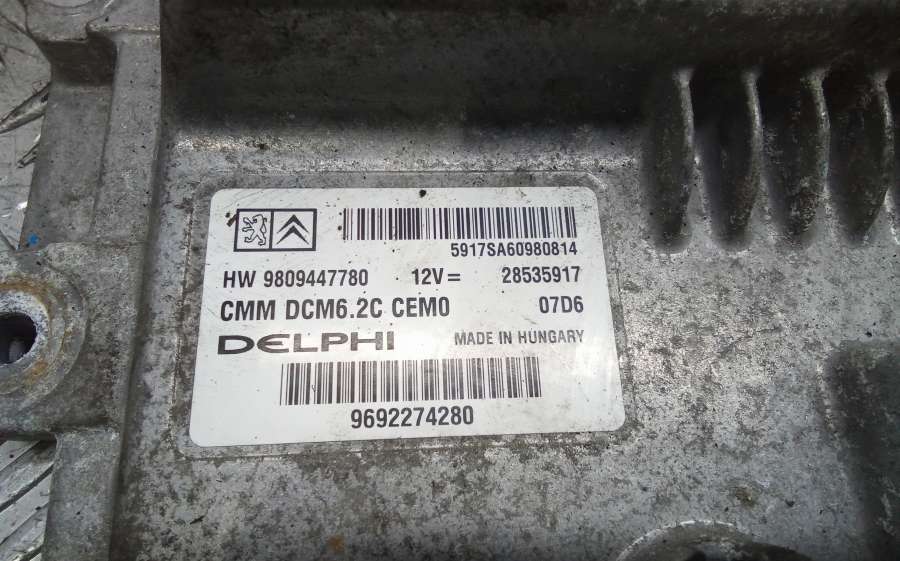 5917SA60980814
HW 9809447780 12V= 28535917
CMM DCM6.2C CEM0 07D6
DELPHI MADE IN HUNGARY
9692274280